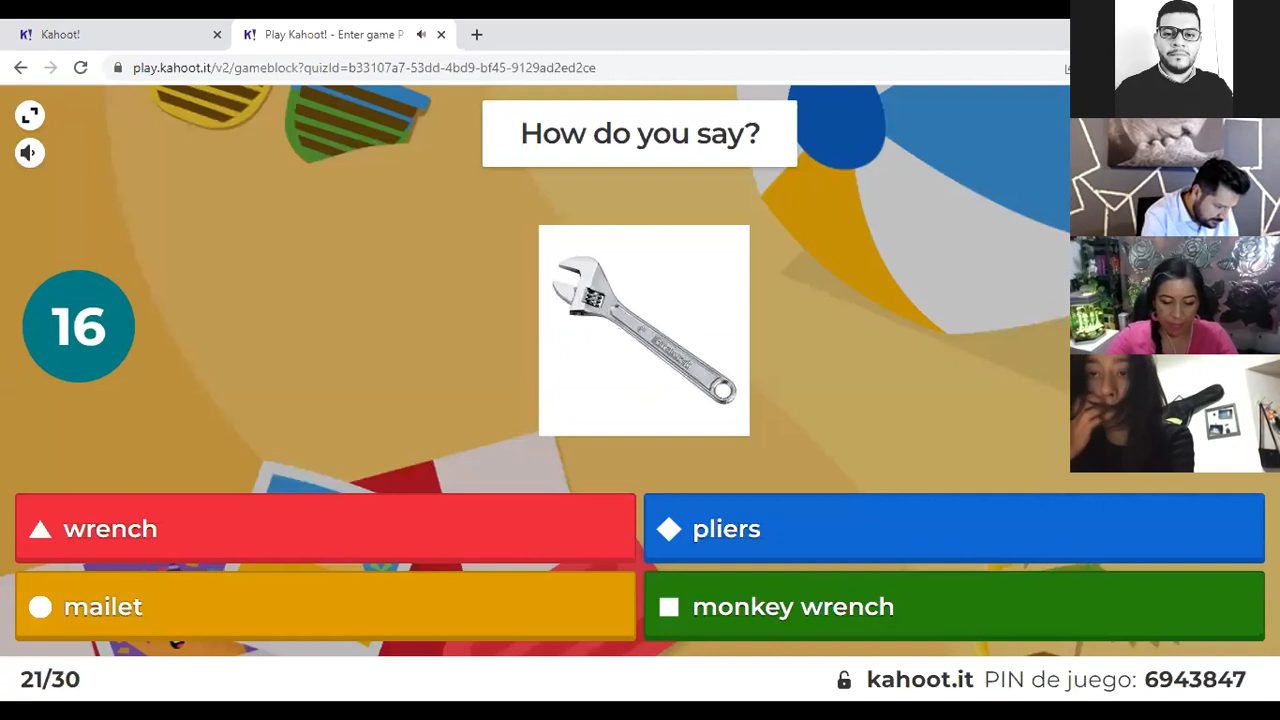 K! Kahoot!
K! Play Kahoot! - Enter game P
play.kahoot.it/v2/gameblock?quizId=b33107a7-53dd-4bd9-bf45-9129ad2ed2ce
How do you say?
16
wrench
pliers
mailet
monkey wrench
21/30
kahoot.it PIN de juego: 6943847